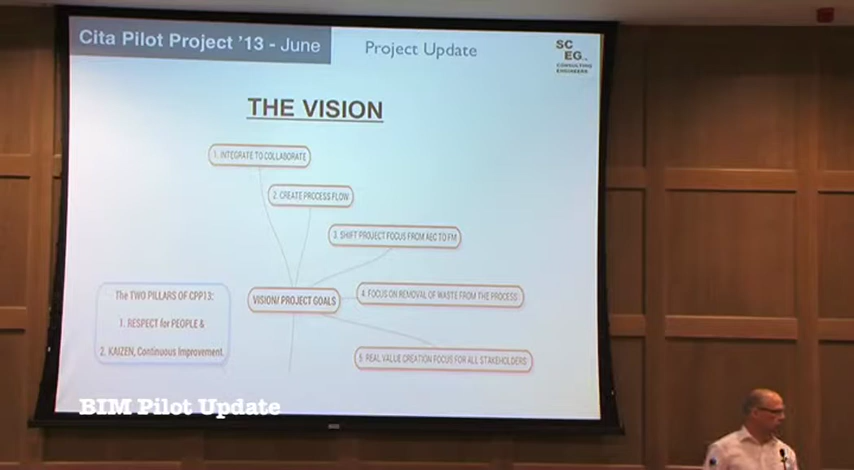 Cita Pilot Project '13 - June
Project Update
SC
EG
CONSULTING
ENGINEERS
THE VISION
1. INTEGRATE TO COLLABORATE
2. CREATE PROCESS FLOW
3. SHIFT PROJECT FOCUS FROM AEC TO FM
VISION/ PROJECT GOALS
4. FOCUS ON REMOVAL OF WASTE FROM THE PROCESS
5. REAL VALUE CREATION FOCUS FOR ALL STAKEHOLDERS
The TWO PILLARS OF CPP13:
1. RESPECT for PEOPLE &
2. KAIZEN, Continuous Improvement
BIM Pilot Update